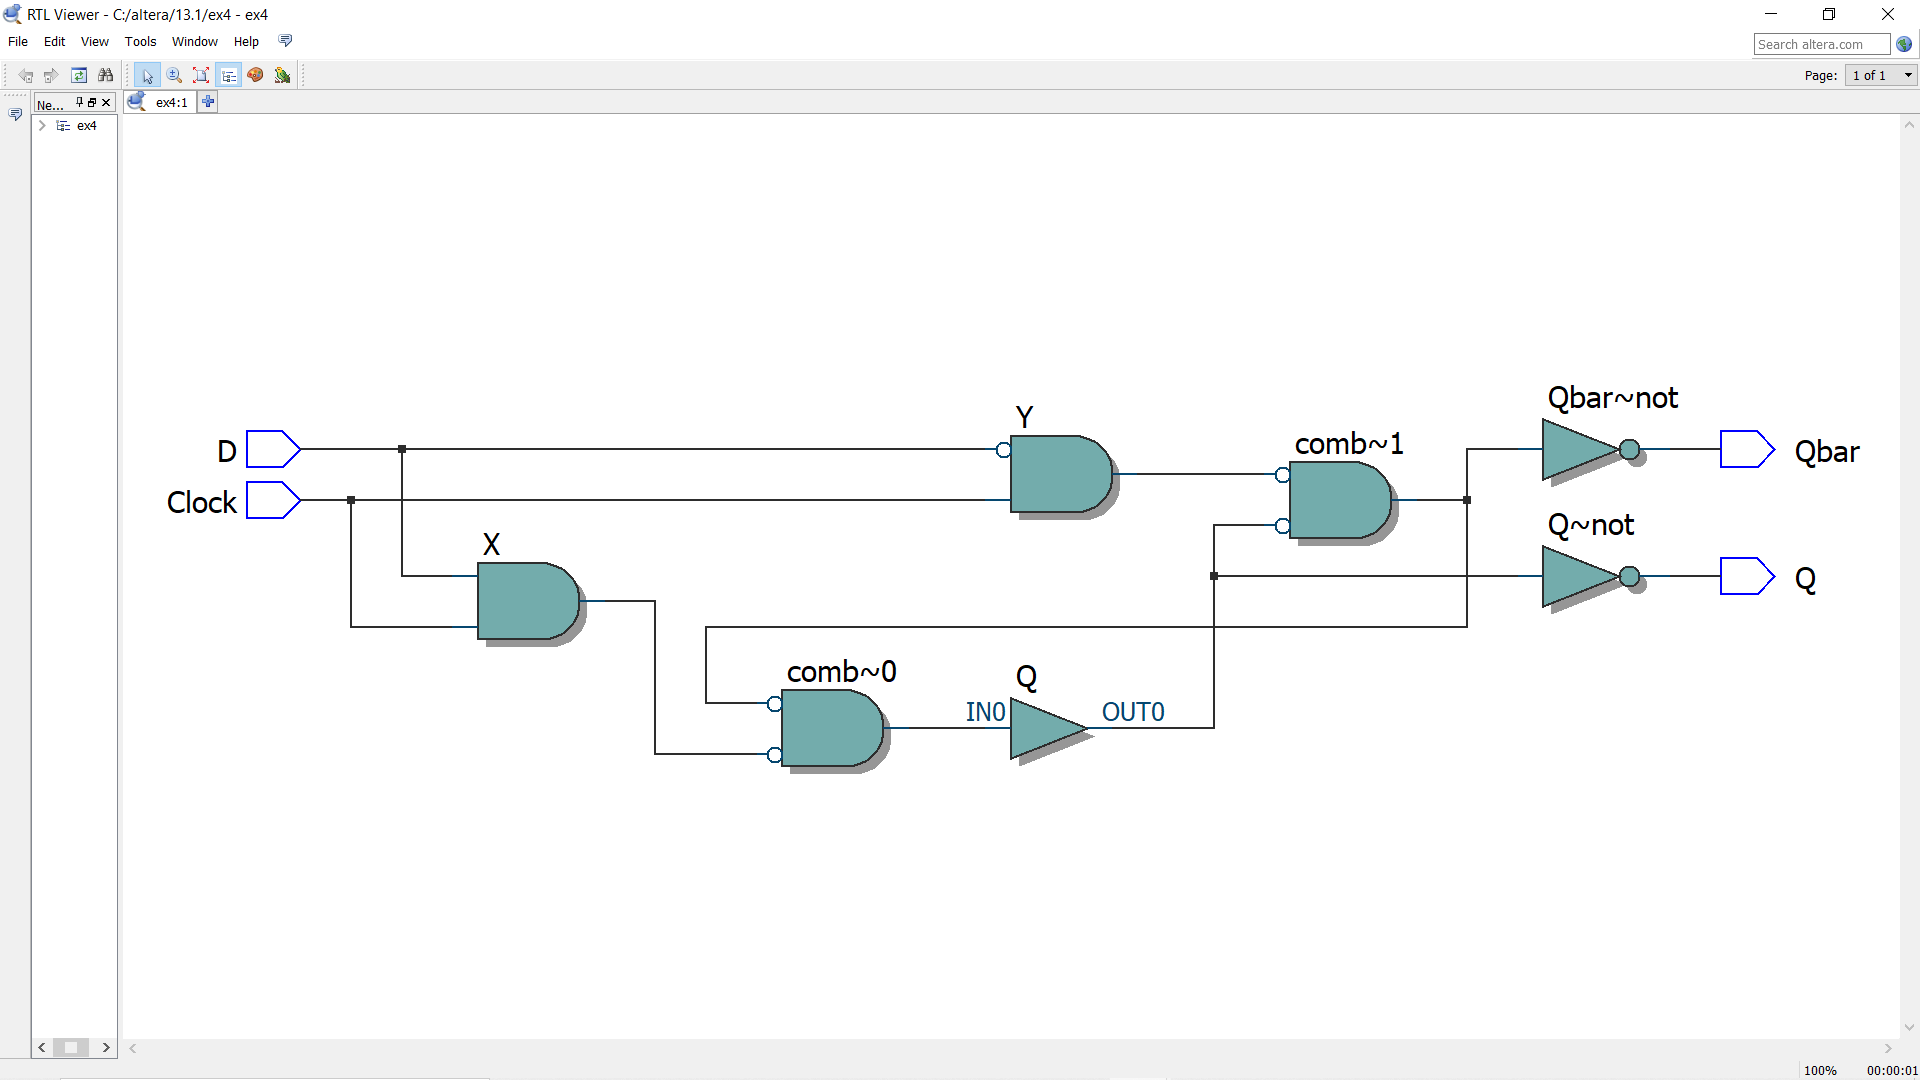 RTL Viewer - C:/altera/13.1/ex4 - ex4
File Edit View Tools Window Help
Search altera.com
Page: 1 of 1
Ne...
ex4:1
ex4
Qbar~not
Y
comb~1
D
Qbar
Clock
Q~not
X
Q
comb~0
Q
IN0
OUT0
100% 00:00:01